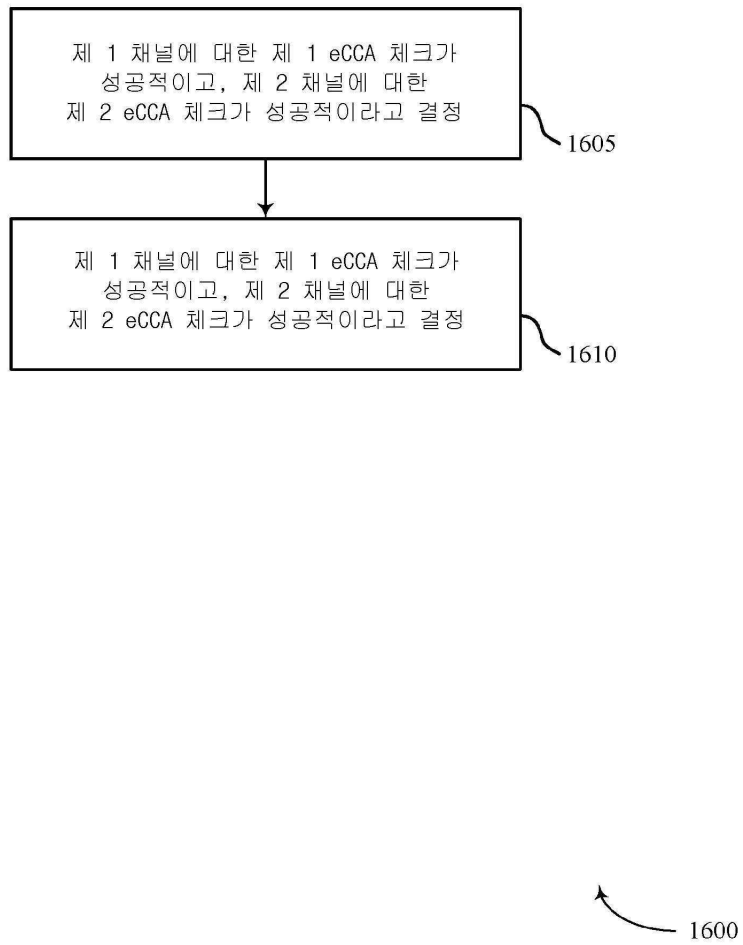 제 1 채널에 대한 제 1 eCCA 체크가
성공적이고, 제 2 채널에 대한
제 2 eCCA 체크가 성공적이라고 결정
1605
제 1 채널에 대한 제 1 eCCA 체크가
성공적이고, 제 2 채널에 대한
제 2 eCCA 체크가 성공적이라고 결정
1610
1600